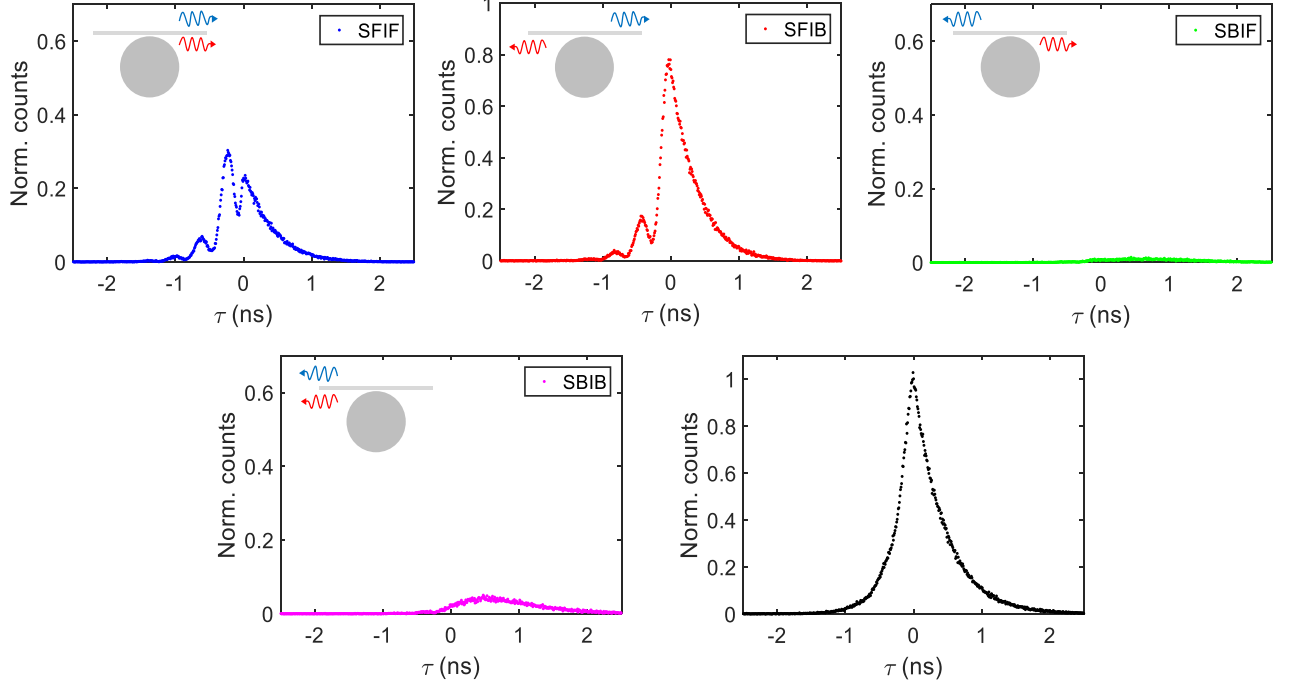 SFIF
Norm. counts
0.6
0.4
0.2
0
-2 -1 0 1 2
τ (ns)
SFIB
Norm. counts
1
0.8
0.6
0.4
0.2
0
-2 -1 0 1 2
τ (ns)
SBIF
Norm. counts
0.6
0.4
0.2
0
-2 -1 0 1 2
τ (ns)
SBIB
Norm. counts
0.6
0.4
0.2
0
-2 -1 0 1 2
τ (ns)
Norm. counts
1
0.8
0.6
0.4
0.2
0
-2 -1 0 1 2
τ (ns)